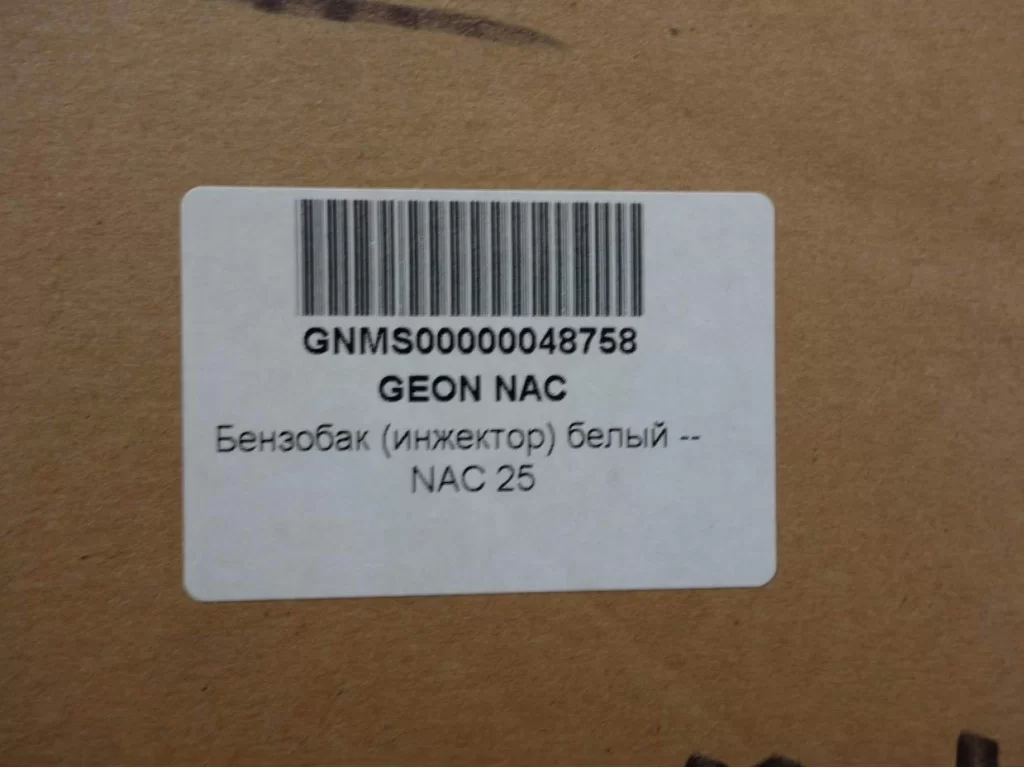 GNMS00000048758
GEON NAC
Бензобак (инжектор) белый --
NAC 25